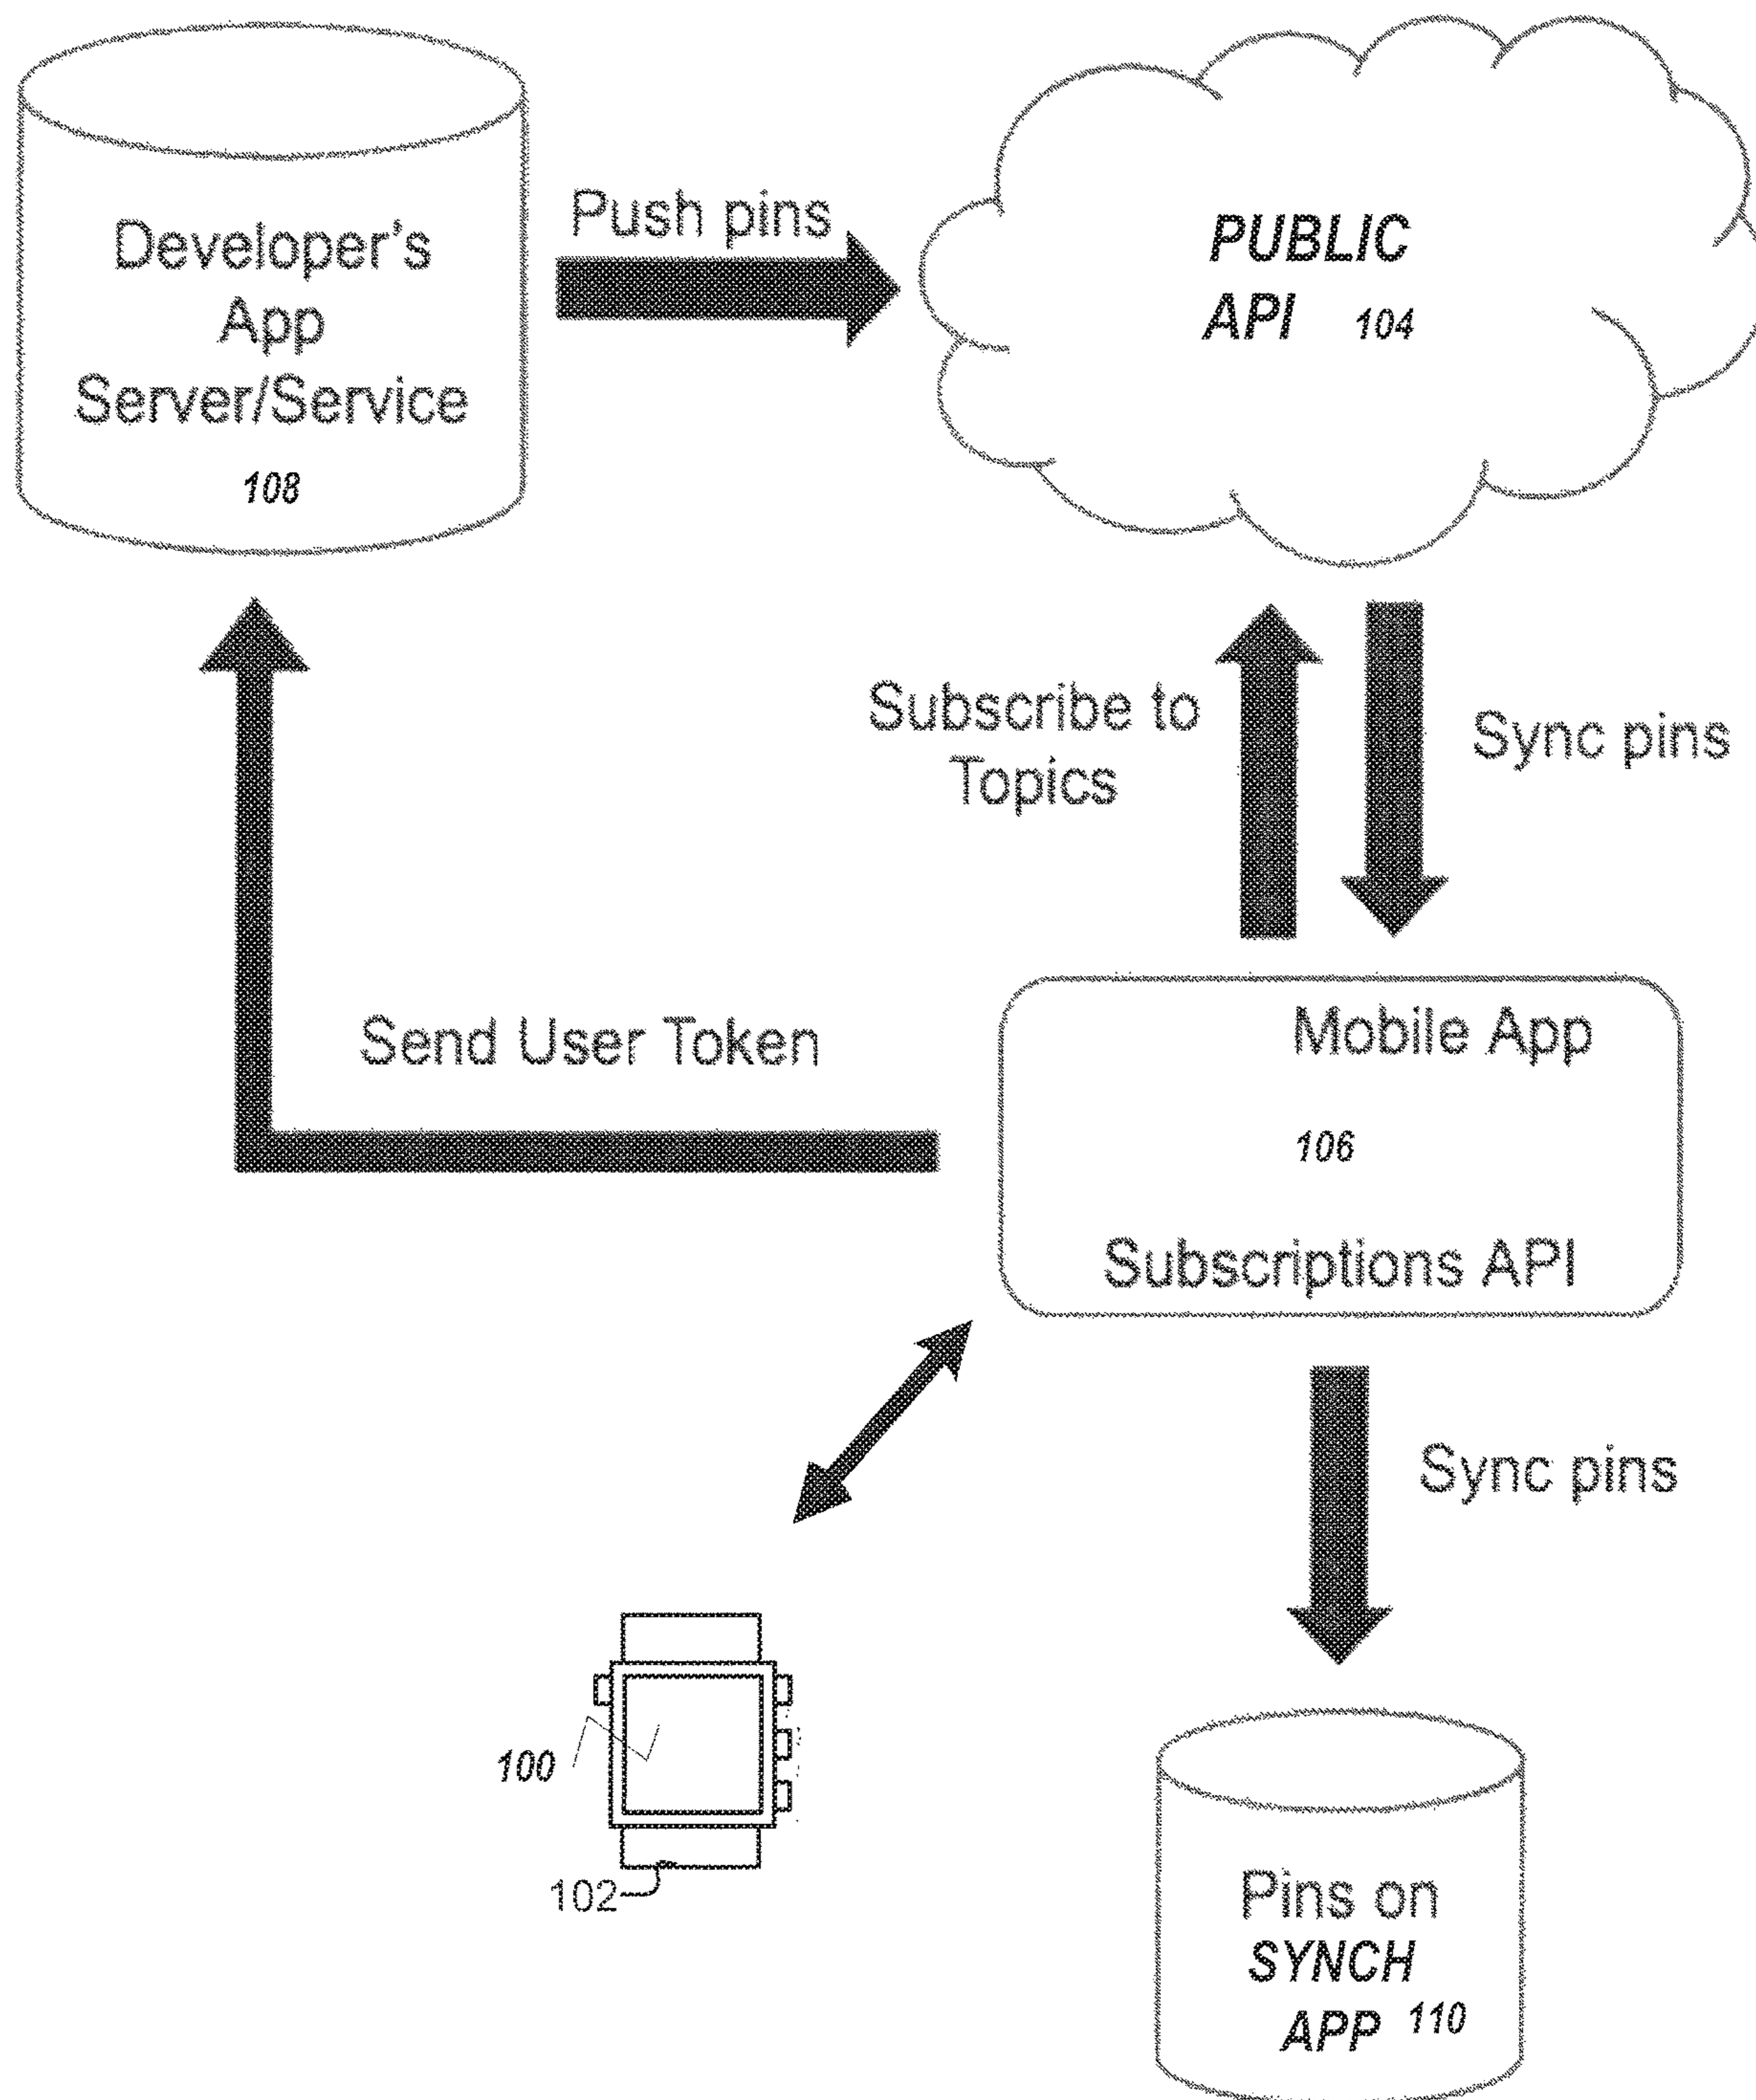 Developer's
App
Server/Service
108
Push pins
PUBLIC
API 104
Subscribe to
Topics
Sync pins
Send User Token
Mobile App
106
Subscriptions API
Sync pins
100
102
Pins on
SYNCH
APP 110